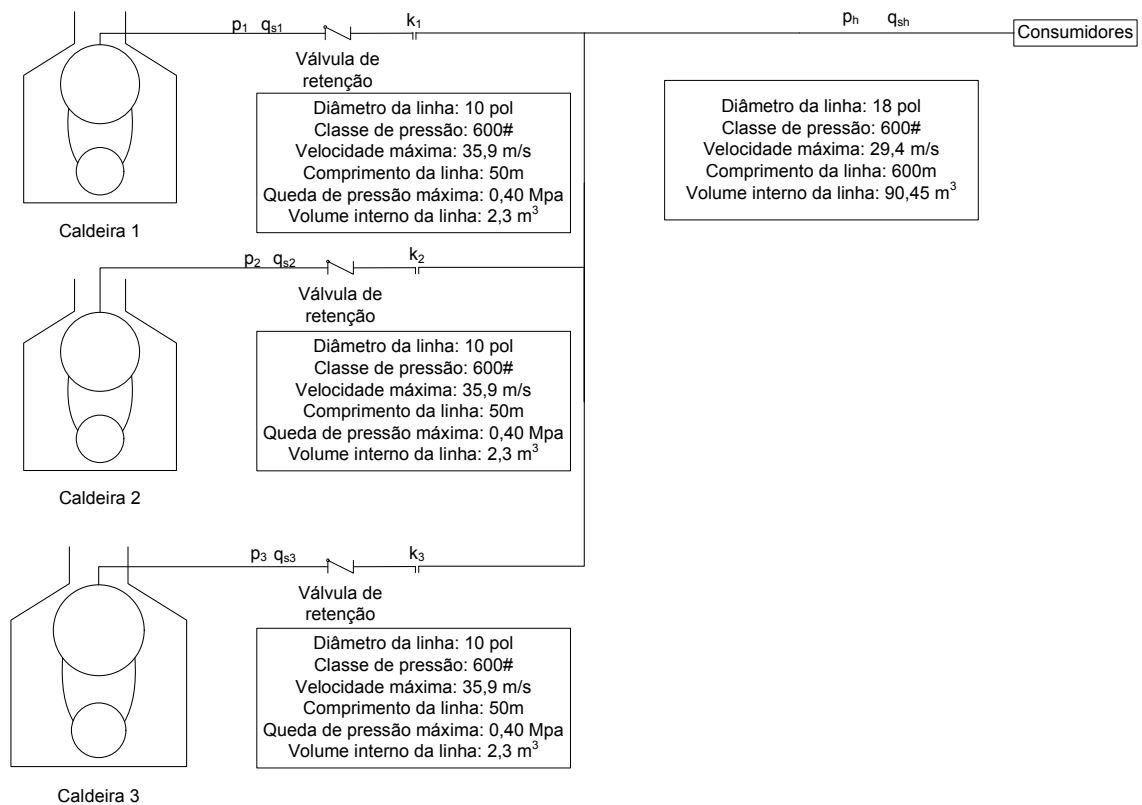 p1 qs1
k1
ph qsh
Consumidores
Válvula de
retenção
Diâmetro da linha: 10 pol
Classe de pressão: 600#
Velocidade máxima: 35,9 m/s
Comprimento da linha: 50m
Queda de pressão máxima: 0,40 Mpa
Volume interno da linha: 2,3 m³
Diâmetro da linha: 18 pol
Classe de pressão: 600#
Velocidade máxima: 29,4 m/s
Comprimento da linha: 600m
Volume interno da linha: 90,45 m³
Caldeira 1
p2 qs2
k2
Válvula de
retenção
Diâmetro da linha: 10 pol
Classe de pressão: 600#
Velocidade máxima: 35,9 m/s
Comprimento da linha: 50m
Queda de pressão máxima: 0,40 Mpa
Volume interno da linha: 2,3 m³
Caldeira 2
p3 qs3
k3
Válvula de
retenção
Diâmetro da linha: 10 pol
Classe de pressão: 600#
Velocidade máxima: 35,9 m/s
Comprimento da linha: 50m
Queda de pressão máxima: 0,40 Mpa
Volume interno da linha: 2,3 m³
Caldeira 3